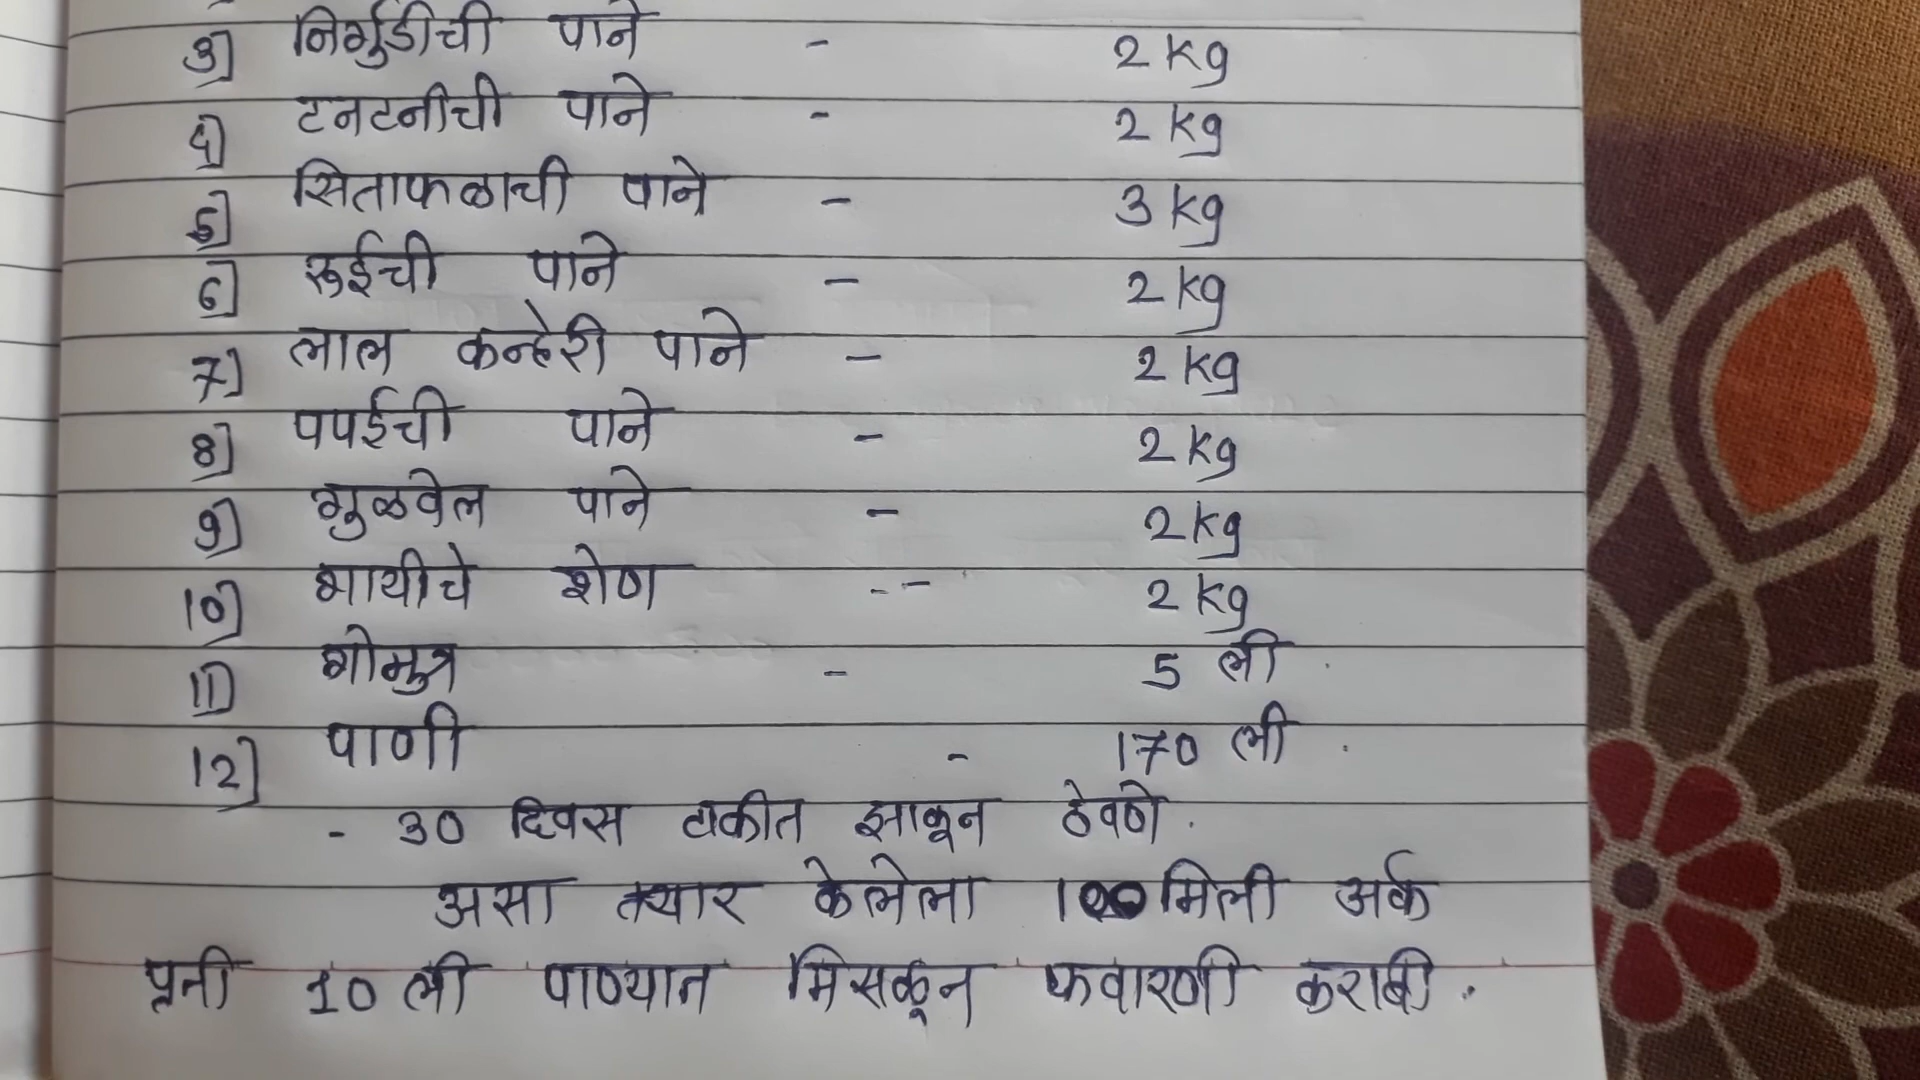 3] निर्गुडीची पाने - 2 kg
4] टनटनीची पाने - 2 kg
5] सिताफळाची पाने - 3 kg
6] रूईची पाने - 2 kg
7] लाल कन्हेरी पाने - 2 kg
8] पपईची पाने - 2 kg
9] गुळवेल पाने - 2 kg
10] गायीचे शेण -- 2 kg
11] गोमुत्र - 5 ली
12] पाणी - 170 ली
- 30 दिवस टाकीत झाकून ठेवणे.
असा तयार केलेला 100 मिली अर्क
प्रती 10 ली पाण्यात मिसळून फवारणी करावी.